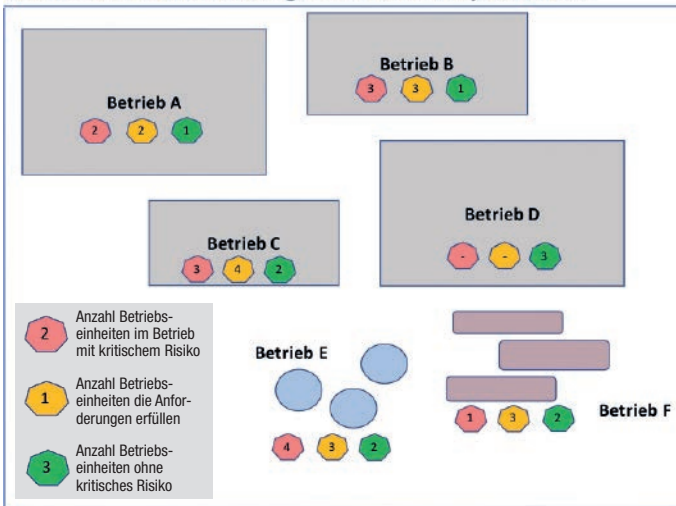 Betrieb A
2 2 1
Betrieb B
3 3 1
Betrieb C
3 4 2
Betrieb D
- - 3
2
Anzahl Betriebs-
einheiten im Betrieb
mit kritischem Risiko
1
Anzahl Betriebs-
einheiten die Anfor-
derungen erfüllen
3
Anzahl Betriebs-
einheiten ohne
kritisches Risiko
Betrieb E
4 3 2
Betrieb F
1 3 2